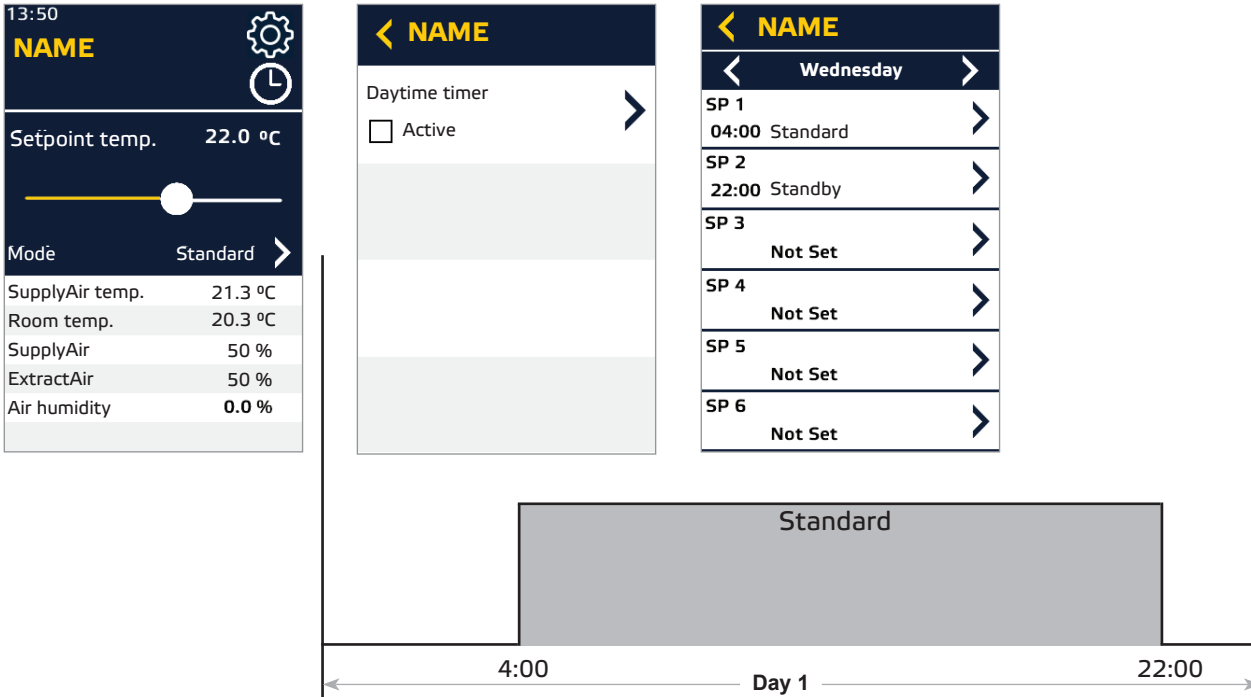 13:50
NAME
Setpoint temp. 22.0 ºC
Mode Standard
SupplyAir temp. 21.3 ºC
Room temp. 20.3 ºC
SupplyAir 50 %
ExtractAir 50 %
Air humidity 0.0 %
NAME
Daytime timer
Active
NAME
Wednesday
SP 1
04:00 Standard
SP 2
22:00 Standby
SP 3
Not Set
SP 4
Not Set
SP 5
Not Set
SP 6
Not Set
Standard
4:00 22:00
Day 1